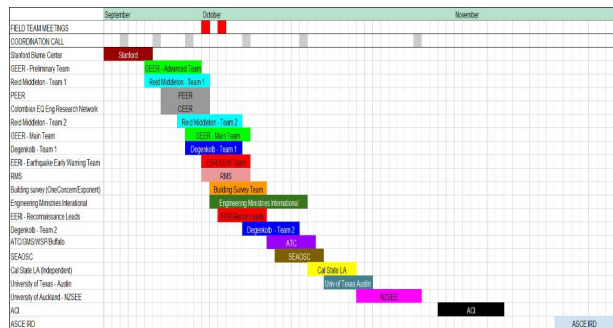 September October November
FIELD TEAM MEETINGS
COORDINATION CALL
Stanford Blume Center Stanford
GEER - Preliminary Team GEER - Advanced Team
Reid Middleton - Team 1 Reid Middleton - Team 1
PEER PEER
Colombian EQ Eng Research Network CEER
Reid Middleton - Team 2 Reid Middleton - Team 2
GEER - Main Team GEER - Main Team
Degenkolb - Team 1 Degenkolb - Team 1
EERI - Earthquake Early Warning Team EERI EEW Team
RMS RMS
Building survey (OneConcern/Exponent) Building Survey Team
Engineering Ministries International Engineering Ministries International
EERI - Reconnaissance Leads EERI Recon Leads
Degenkolb - Team 2 Degenkolb - Team 2
ATC/GMS/WSP/Buffalo ATC
SEAOSC SEAOSC
Cal State LA (Independent) Cal State LA
University of Texas - Austin Univ of Texas Austin
University of Auckland - NZSEE NZSEE
ACI ACI
ASCE IRD ASCE IRD